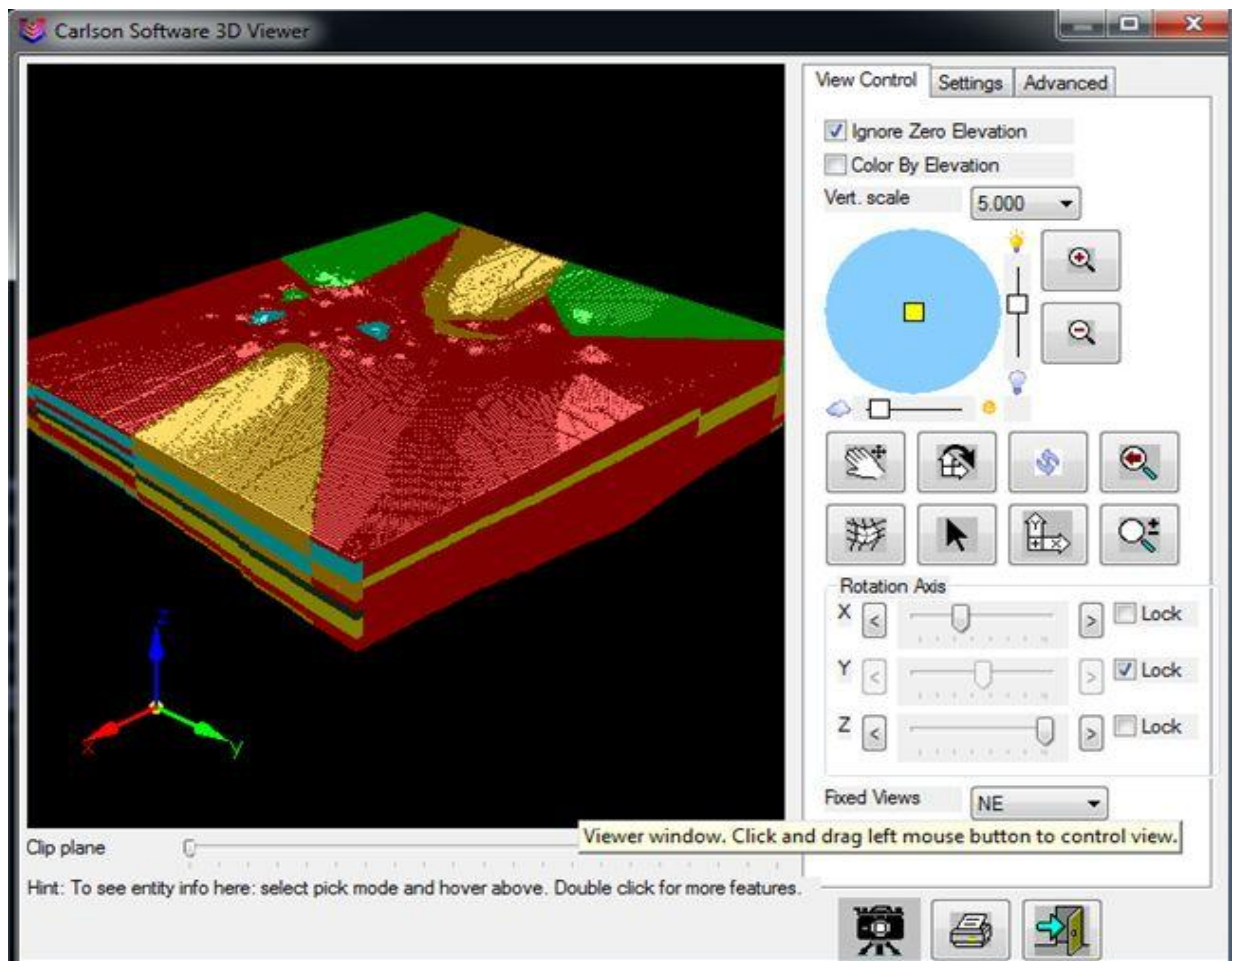 Carlson Software 3D Viewer
View Control Settings Advanced
Ignore Zero Elevation
Color By Elevation
Vert. scale 5.000
Rotation Axis
X < > Lock
Y < > Lock
Z < > Lock
Fixed Views NE
Viewer window. Click and drag left mouse button to control view.
Clip plane
Hint: To see entity info here: select pick mode and hover above. Double click for more features.
Z
X
Y
Y
X